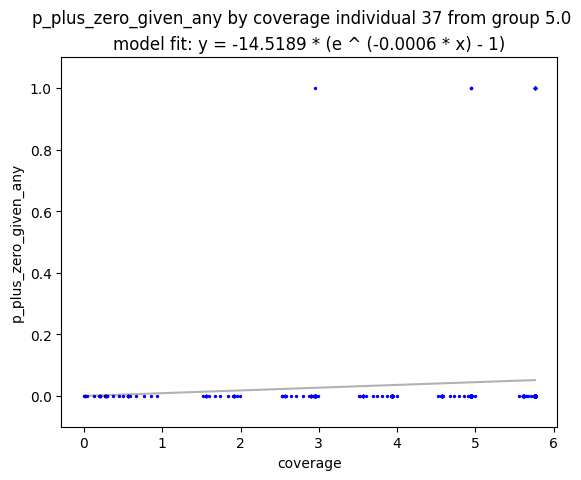 p_plus_zero_given_any by coverage individual 37 from group 5.0
model fit: y = -14.5189 * (e ^ (-0.0006 * x) - 1)
1.0
0.8
0.6
0.4
0.2
0.0
p_plus_zero_given_any
0 1 2 3 4 5 6
coverage